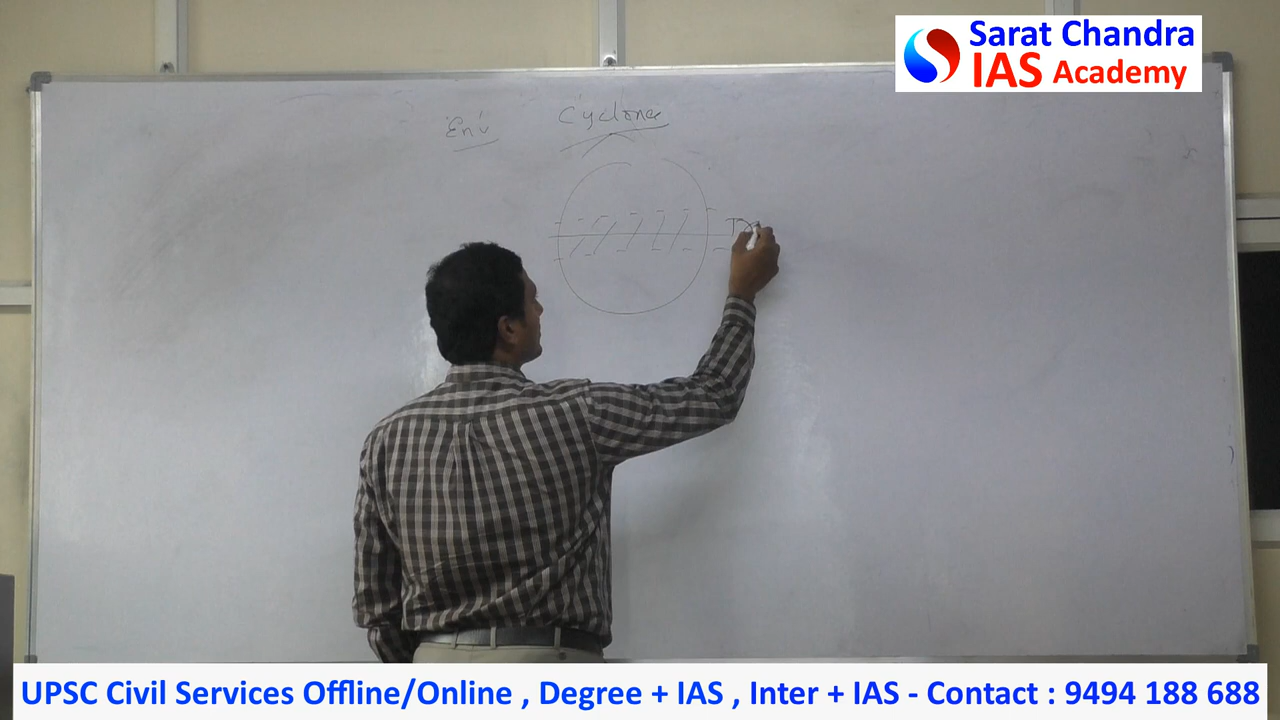 Sarat Chandra
IAS Academy
Env
Cyclones
UPSC Civil Services Offline/Online , Degree + IAS , Inter + IAS - Contact : 9494 188 688